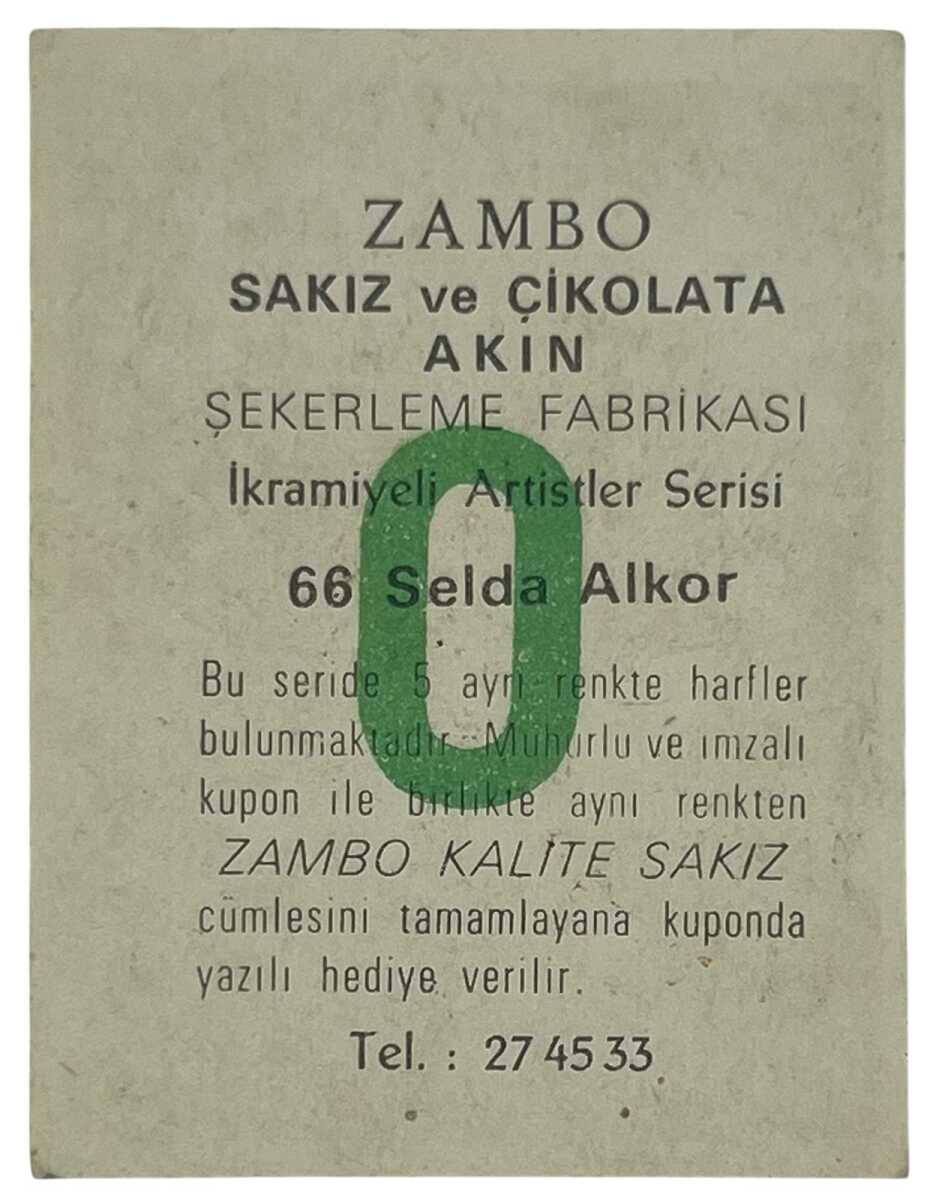 ZAMBO
SAKIZ ve ÇİKOLATA
AKIN
ŞEKERLEME FABRİKASI
İkramiyeli Artistler Serisi
66 Selda Alkor
O
Bu seride 5 ayrı renkte harfler
bulunmaktadır. Mühürlü ve imzalı
kupon ile birlikte aynı renkten
ZAMBO KALİTE SAKIZ
cümlesini tamamlayana kuponda
yazılı hediye verilir.
Tel. : 27 45 33